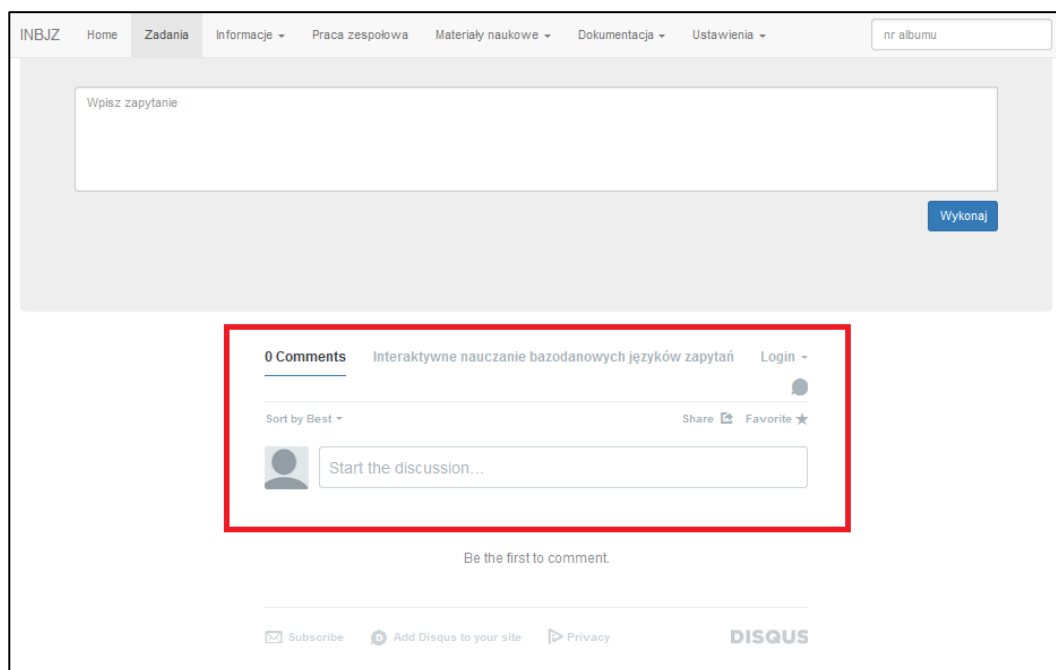 INBJZ Home Zadania Informacje Praca zespołowa Materiały naukowe Dokumentacja Ustawienia nr albumu
Wpisz zapytanie
Wykonaj
0 Comments Interaktywne nauczanie bazodanowych języków zapytań Login
Sort by Best Share Favorite
Start the discussion...
Be the first to comment.
Subscribe Add Disqus to your site Privacy DISQUS